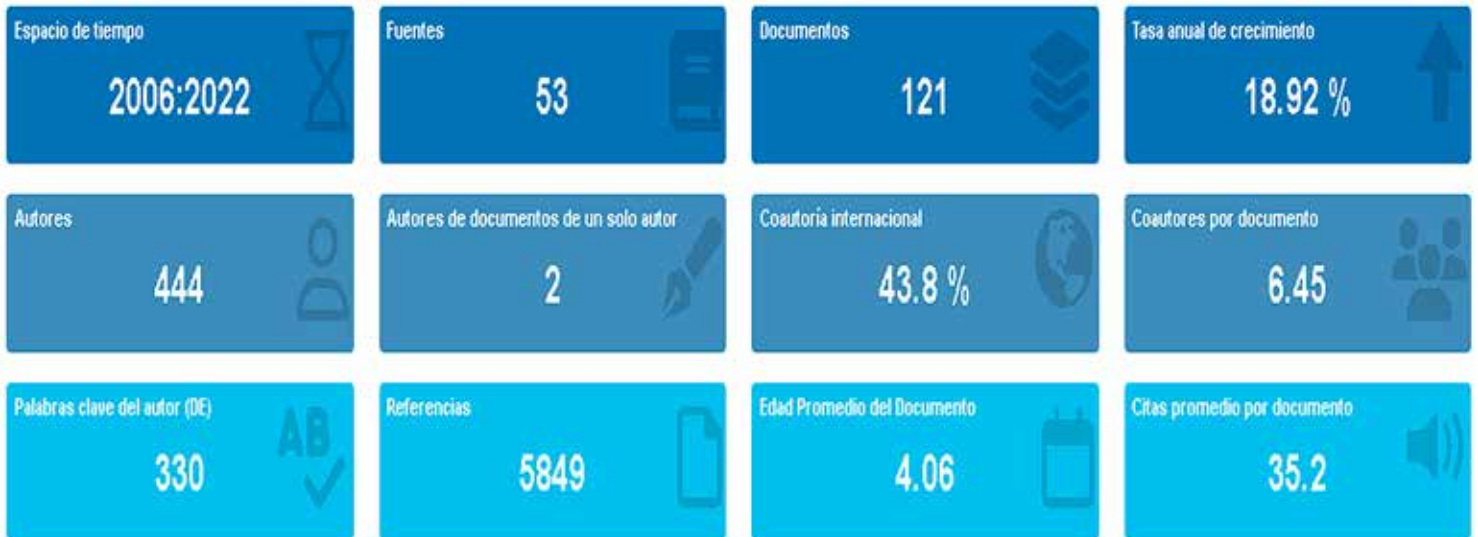 Espacio de tiempo
2006:2022
Fuentes
53
Documentos
121
Tasa anual de crecimiento
18.92 %
Autores
444
Autores de documentos de un solo autor
2
Coautoría internacional
43.8 %
Coautores por documento
6.45
Palabras clave del autor (DE)
330
AB
Referencias
5849
Edad Promedio del Documento
4.06
Citas promedio por documento
35.2